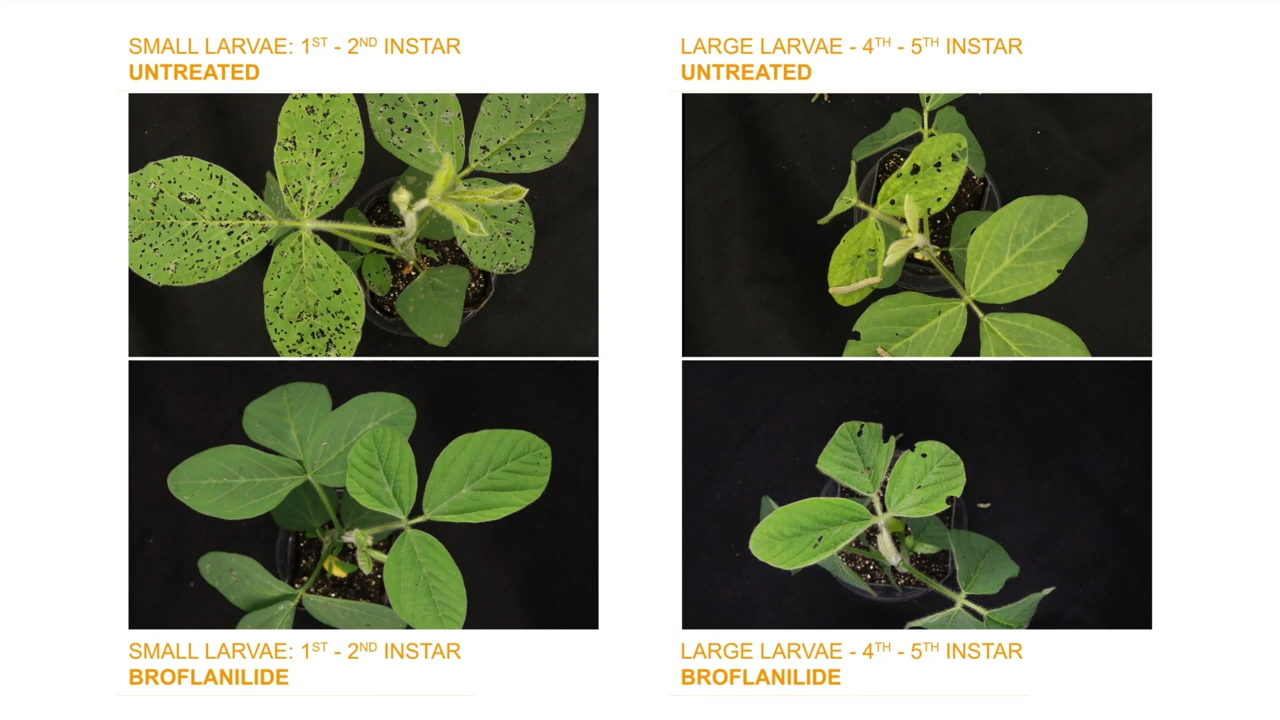 SMALL LARVAE: 1ST - 2ND INSTAR
UNTREATED
LARGE LARVAE - 4TH - 5TH INSTAR
UNTREATED
SMALL LARVAE: 1ST - 2ND INSTAR
BROFLANILIDE
LARGE LARVAE - 4TH - 5TH INSTAR
BROFLANILIDE